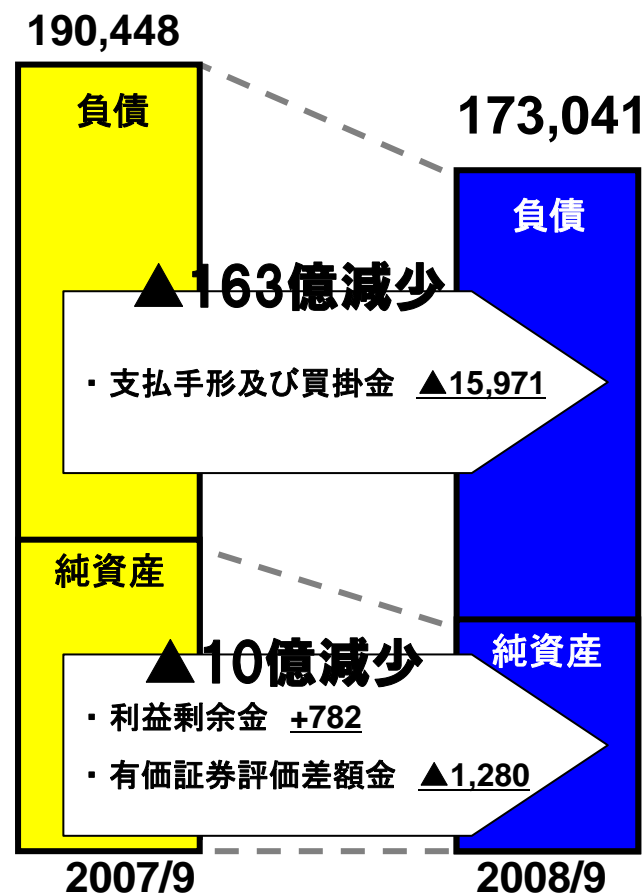 190,448
173,041
負債
負債
▲163億減少
・ 支払手形及び買掛金 ▲15,971
純資産
純資産
▲10億減少
・ 利益剰余金 +782
・ 有価証券評価差額金 ▲1,280
2007/9
2008/9